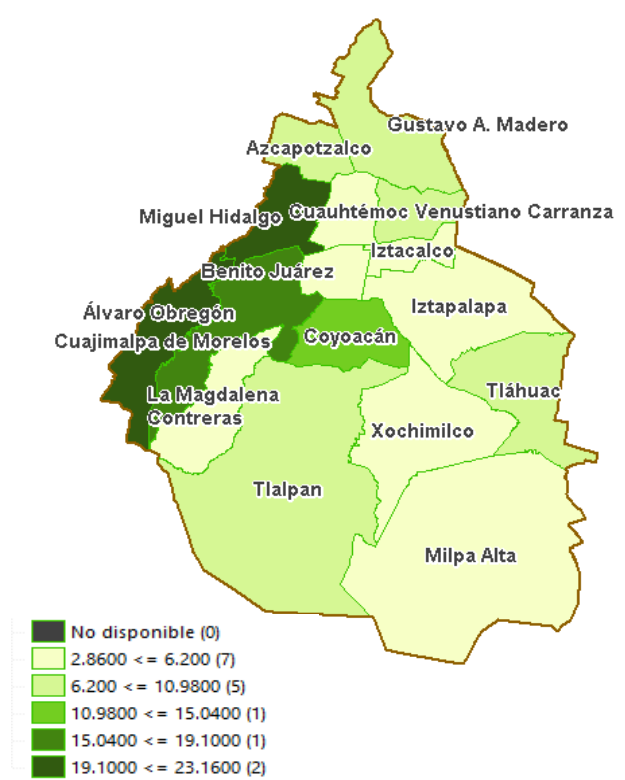 Gustavo A. Madero
Azcapotzalco
Miguel Hidalgo
Cuauhtémoc
Venustiano Carranza
Iztacalco
Benito Juárez
Álvaro Obregón
Iztapalapa
Cuajimalpa de Morelos
Coyoacán
La Magdalena
Contreras
Tláhuac
Xochimilco
Tlalpan
Milpa Alta
No disponible (0)
2.8600 <= 6.200 (7)
6.200 <= 10.9800 (5)
10.9800 <= 15.0400 (1)
15.0400 <= 19.1000 (1)
19.1000 <= 23.1600 (2)